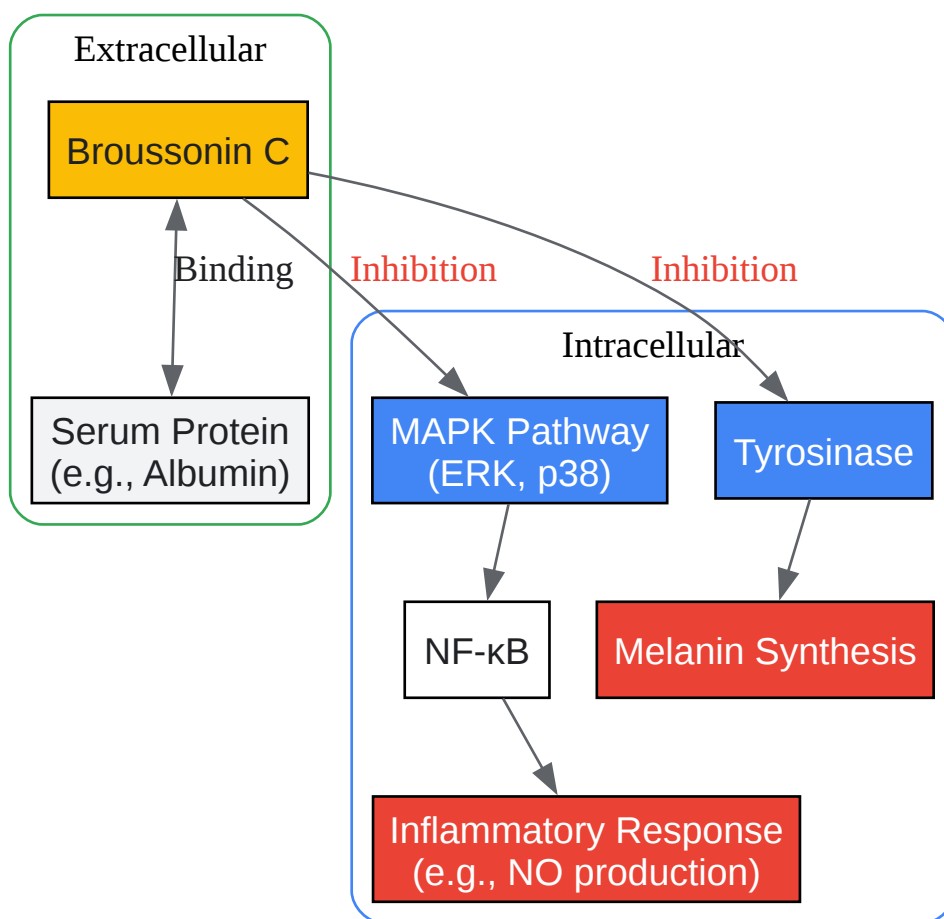 Extracellular
Broussonin C
Binding
Inhibition
Inhibition
Intracellular
Serum Protein
(e.g., Albumin)
MAPK Pathway
(ERK, p38)
Tyrosinase
NF-κB
Melanin Synthesis
Inflammatory Response
(e.g., NO production)